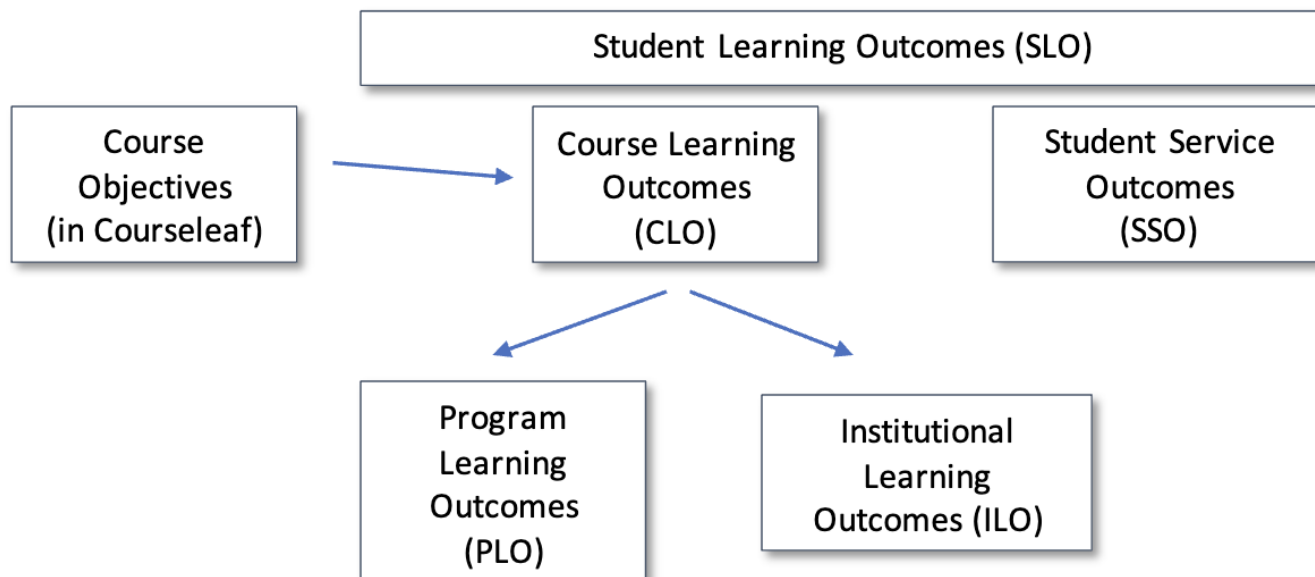 Student Learning Outcomes (SLO)
Course
Objectives
(in Courseleaf)
Course Learning
Outcomes
(CLO)
Student Service
Outcomes
(SSO)
Program
Learning
Outcomes
(PLO)
Institutional
Learning
Outcomes (ILO)